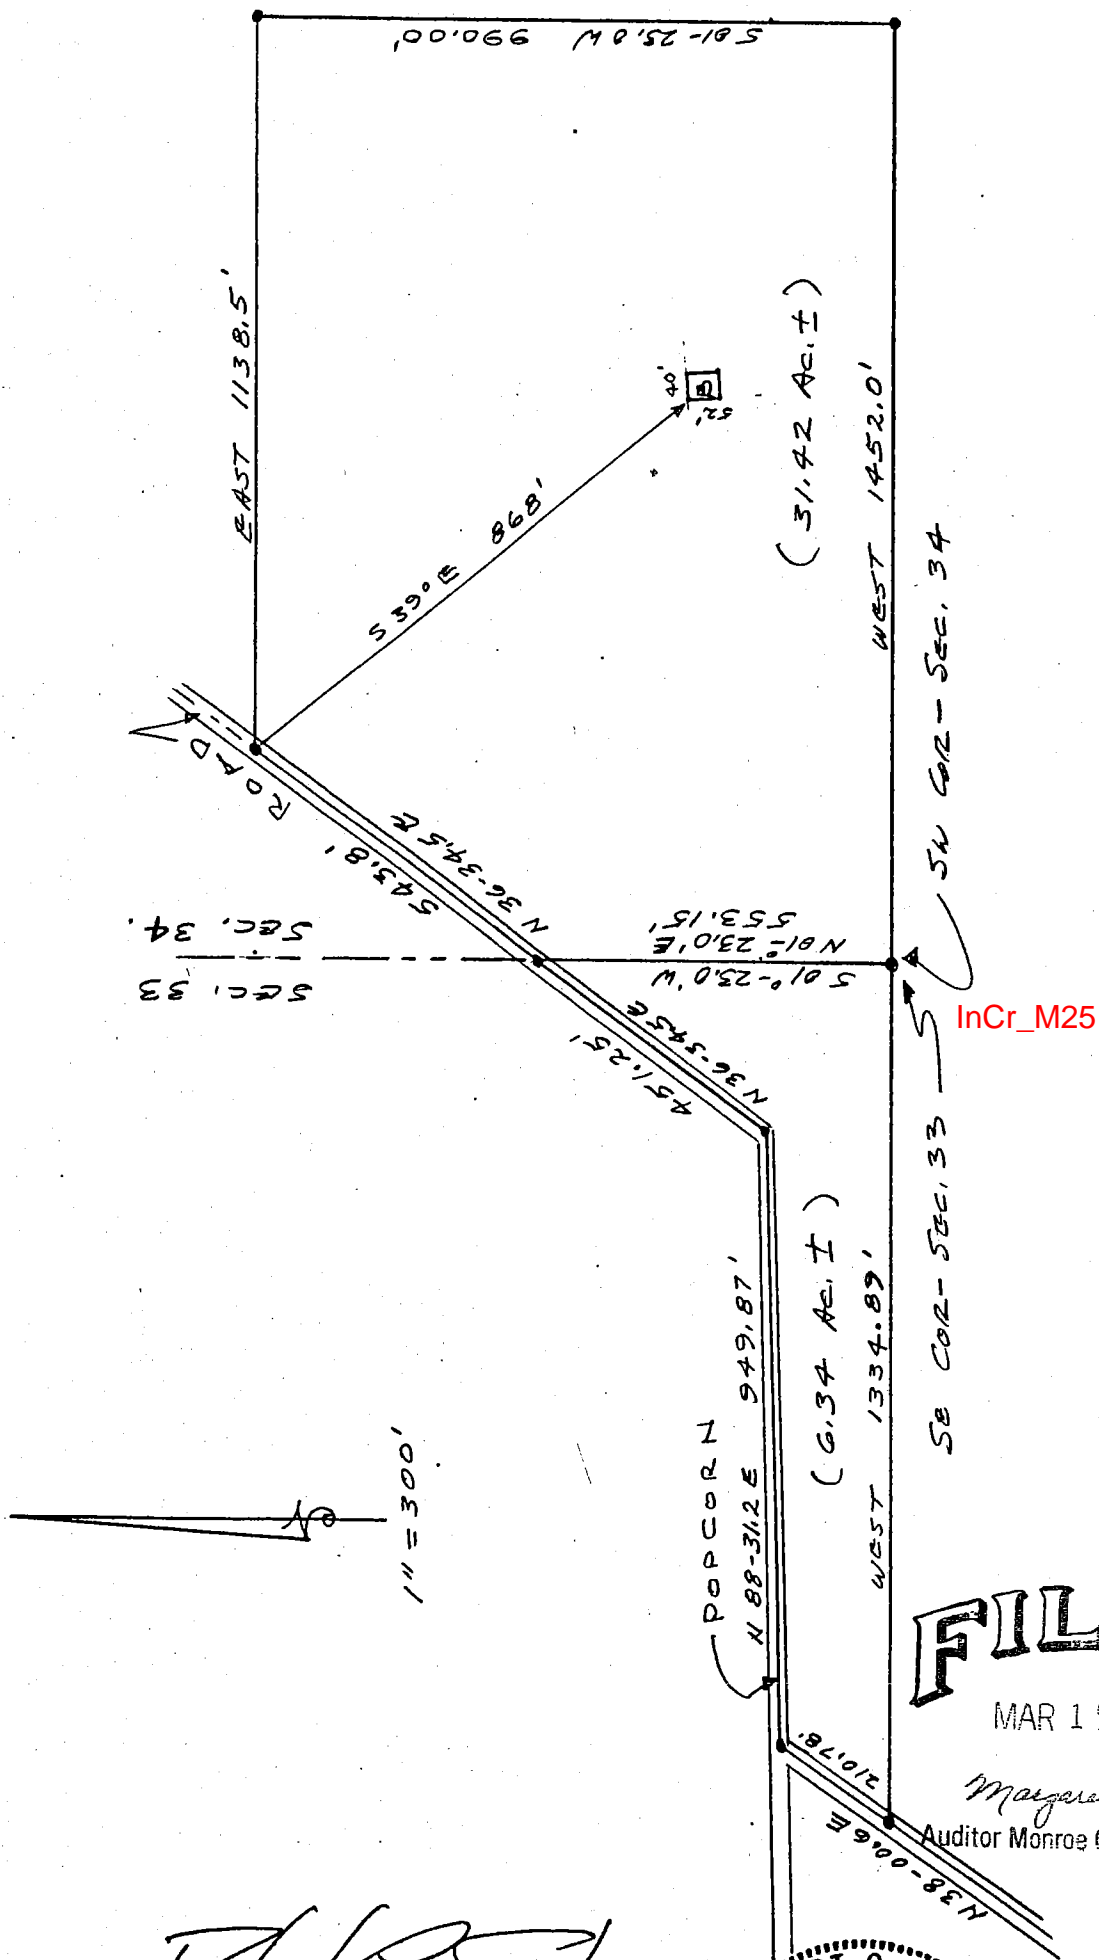 S 01-23.0 W 990.00'
EAST 1138.5'
S 39° E 868'
40'
52'
B
(31.42 Ac. ±)
WEST 1452.0'
ROAD
543.8'
N 36-34.5 E
SEC. 34.
SEC. 33
N 01°-23.0' E
553.15'
S 01°-23.0' W
SW COR- SEC. 34
InCr_M25
SE COR- SEC. 33
451.25'
N 36-34.5 E
(6.34 Ac. ±)
WEST 1334.89'
POPCORN
N 88-31.2 E 949.87'
1" = 300'
N
210.78'
N 38-00.6 E
FIL
MAR 1
Auditor Monroe